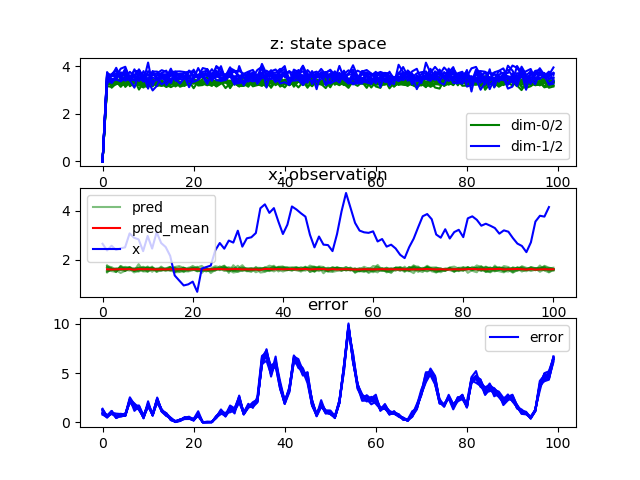 z: state space
4
2
0
dim-0/2
dim-1/2
0 20 40 60 80 100
x: observation
4
2
pred
pred_mean
x
0 20 40 60 80 100
error
10
5
0
error
0 20 40 60 80 100